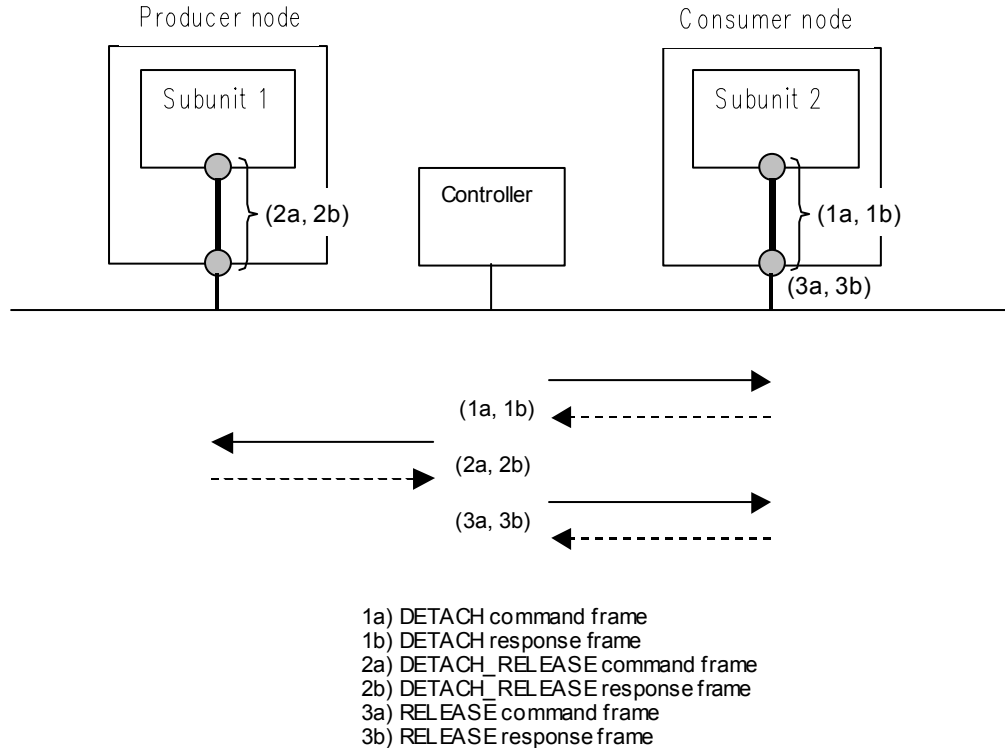 Producer node
Consumer node
Subunit 1
Subunit 2
Controller
(2a, 2b)
(1a, 1b)
(3a, 3b)
(1a, 1b)
(2a, 2b)
(3a, 3b)
1a) DETACH command frame
1b) DETACH response frame
2a) DETACH_RELEASE command frame
2b) DETACH_RELEASE response frame
3a) RELEASE command frame
3b) RELEASE response frame